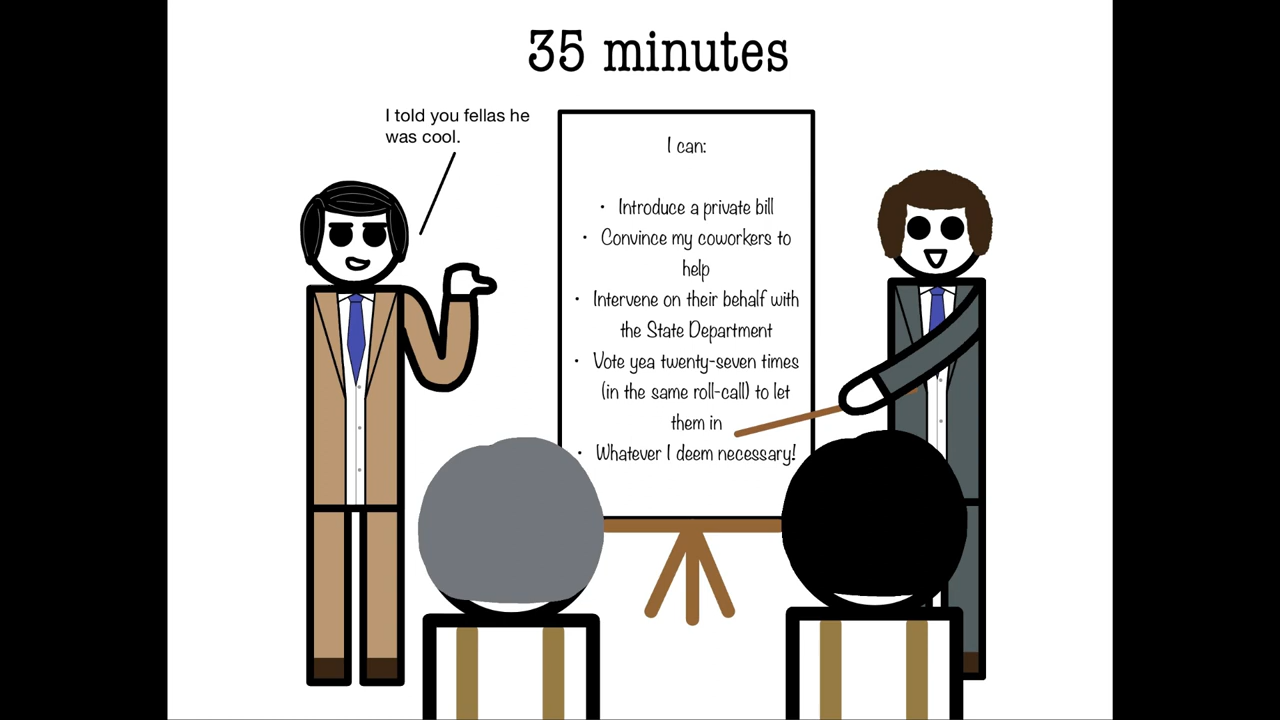 35 minutes
I told you fellas he
was cool.
I can:
• Introduce a private bill
• Convince my coworkers to
help
• Intervene on their behalf with
the State Department
• Vote yea twenty-seven times
(in the same roll-call) to let
them in
• Whatever I deem necessary!